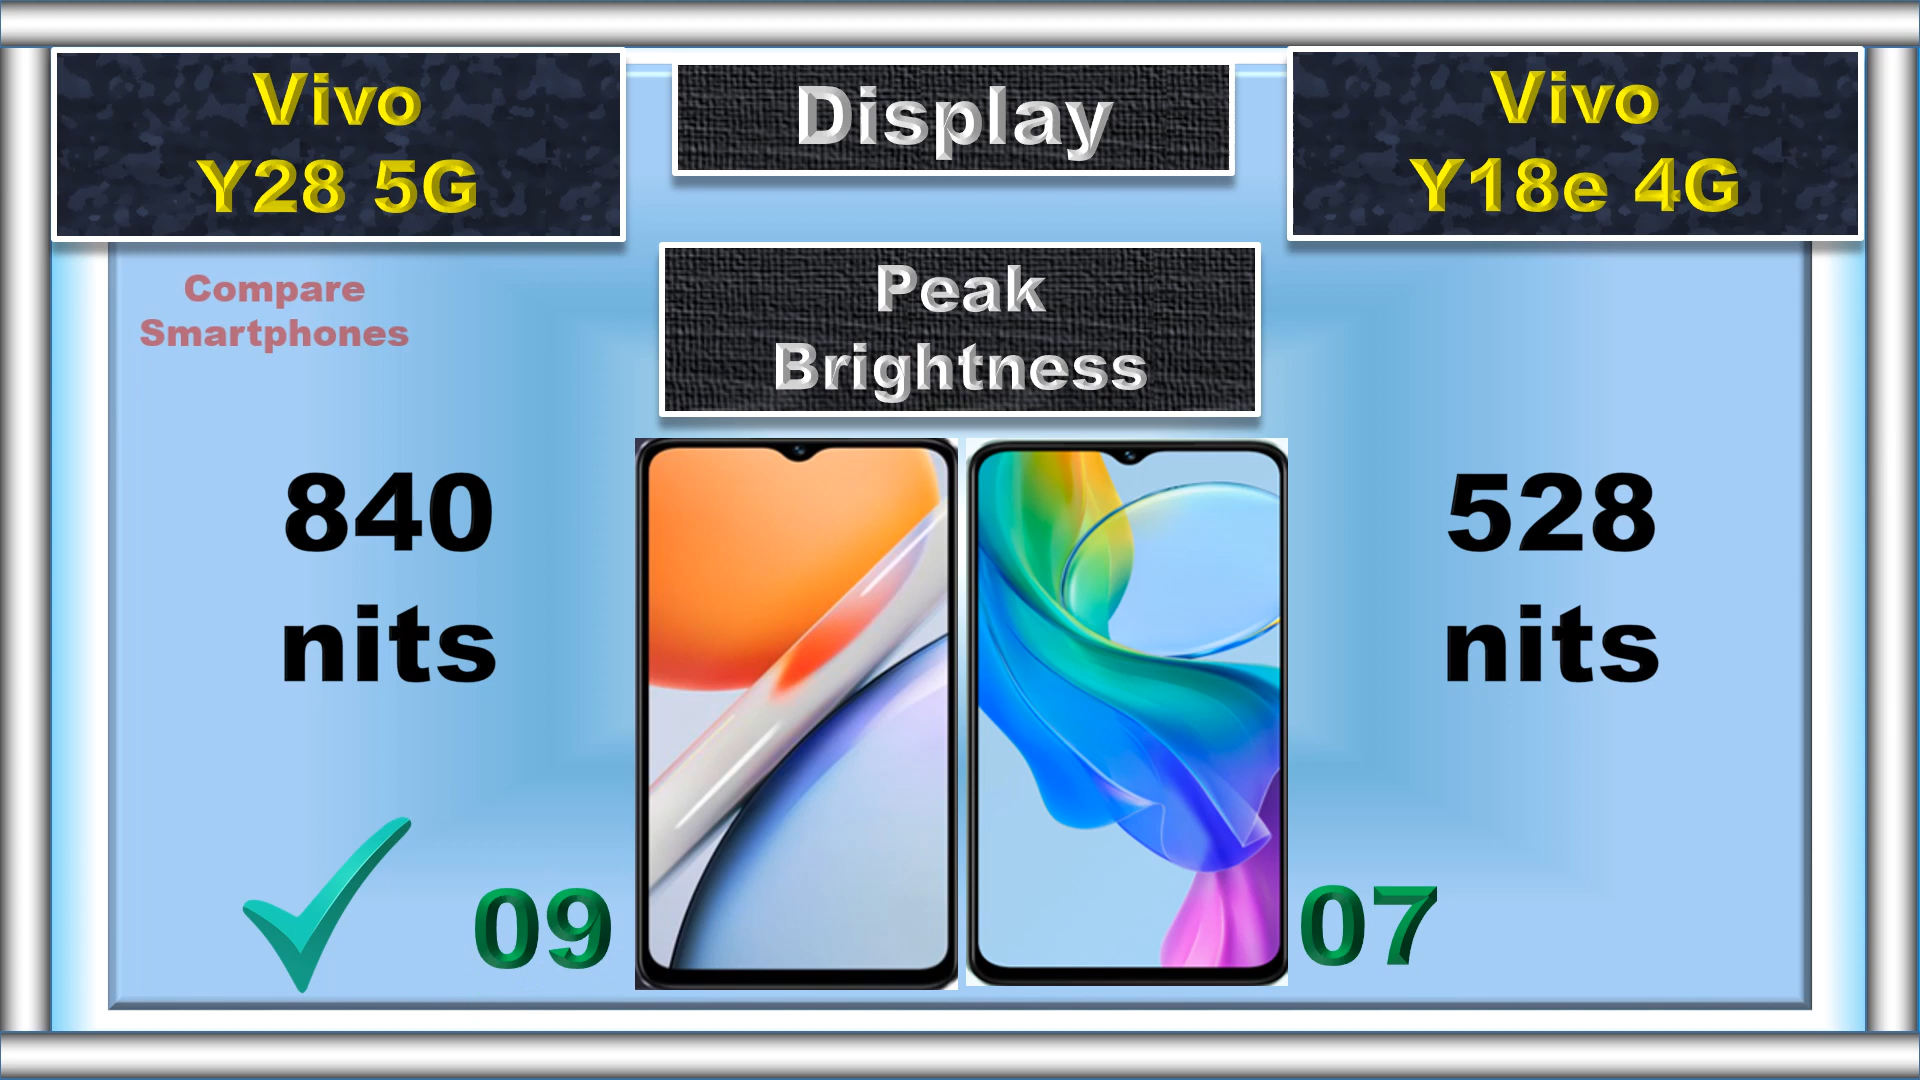 Vivo
Y28 5G
Display
Vivo
Y18e 4G
Compare
Smartphones
Peak
Brightness
840
nits
528
nits
09
07